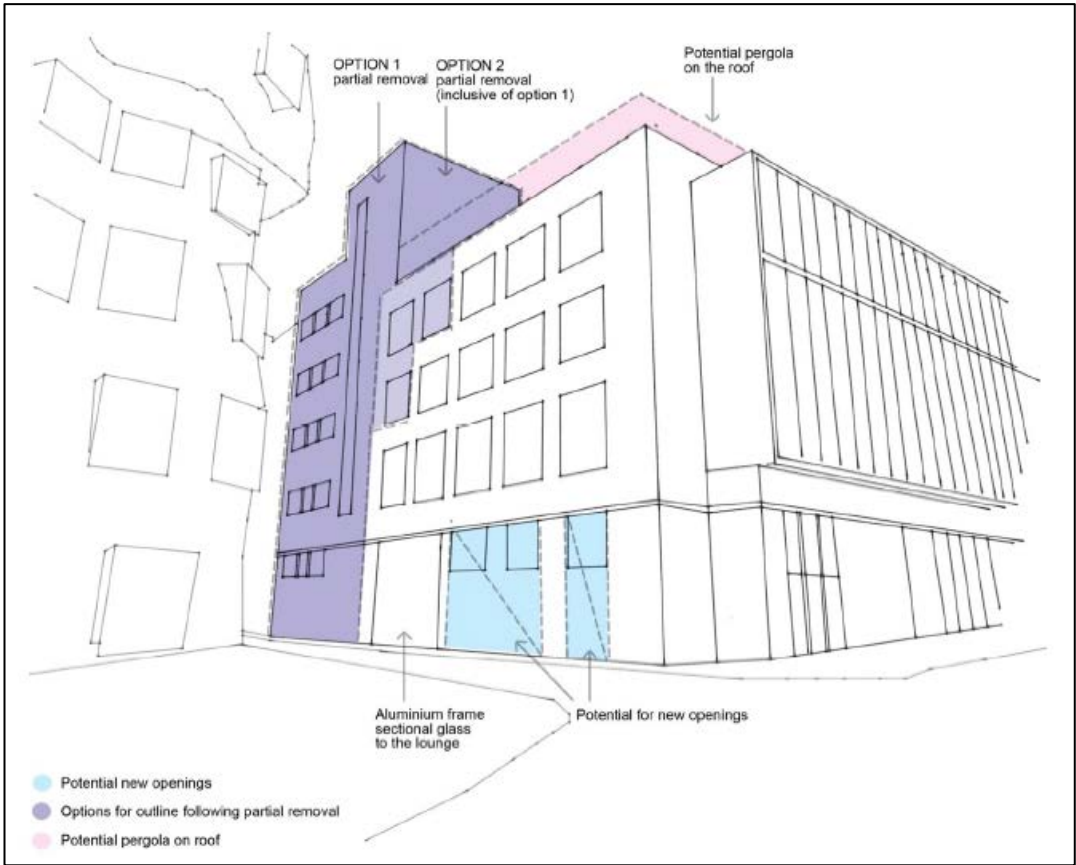 OPTION 1
partial removal
OPTION 2
partial removal
(inclusive of option 1)
Potential pergola
on the roof
Aluminium frame
sectional glass
to the lounge
Potential for new openings
Potential new openings
Options for outline following partial removal
Potential pergola on roof